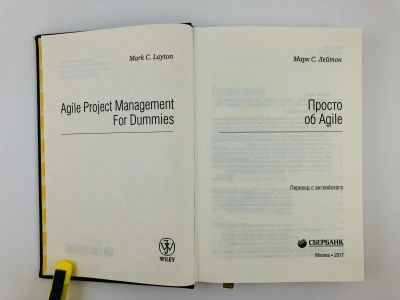 Mark C. Layton
Agile Project Management
For Dummies
WILEY
Марк С. Лейтон
Просто
об Agile
Перевод с английского
СБЕРБАНК
Москва • 2017